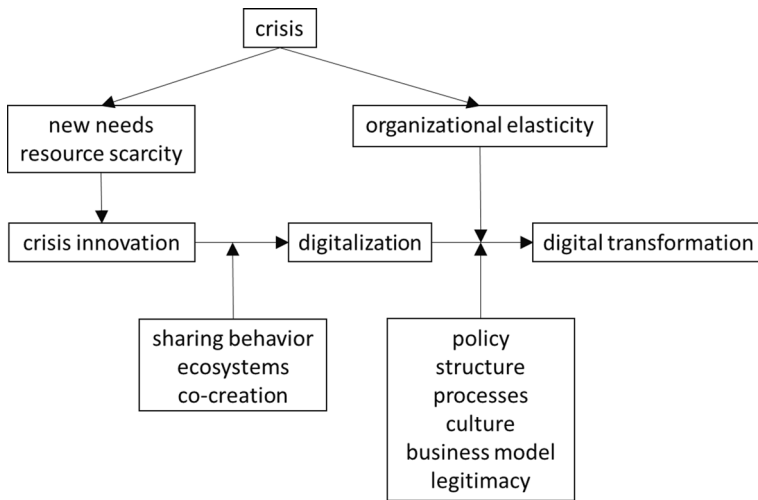 crisis
new needs
resource scarcity
organizational elasticity
crisis innovation
digitalization
digital transformation
sharing behavior
ecosystems
co-creation
policy
structure
processes
culture
business model
legitimacy